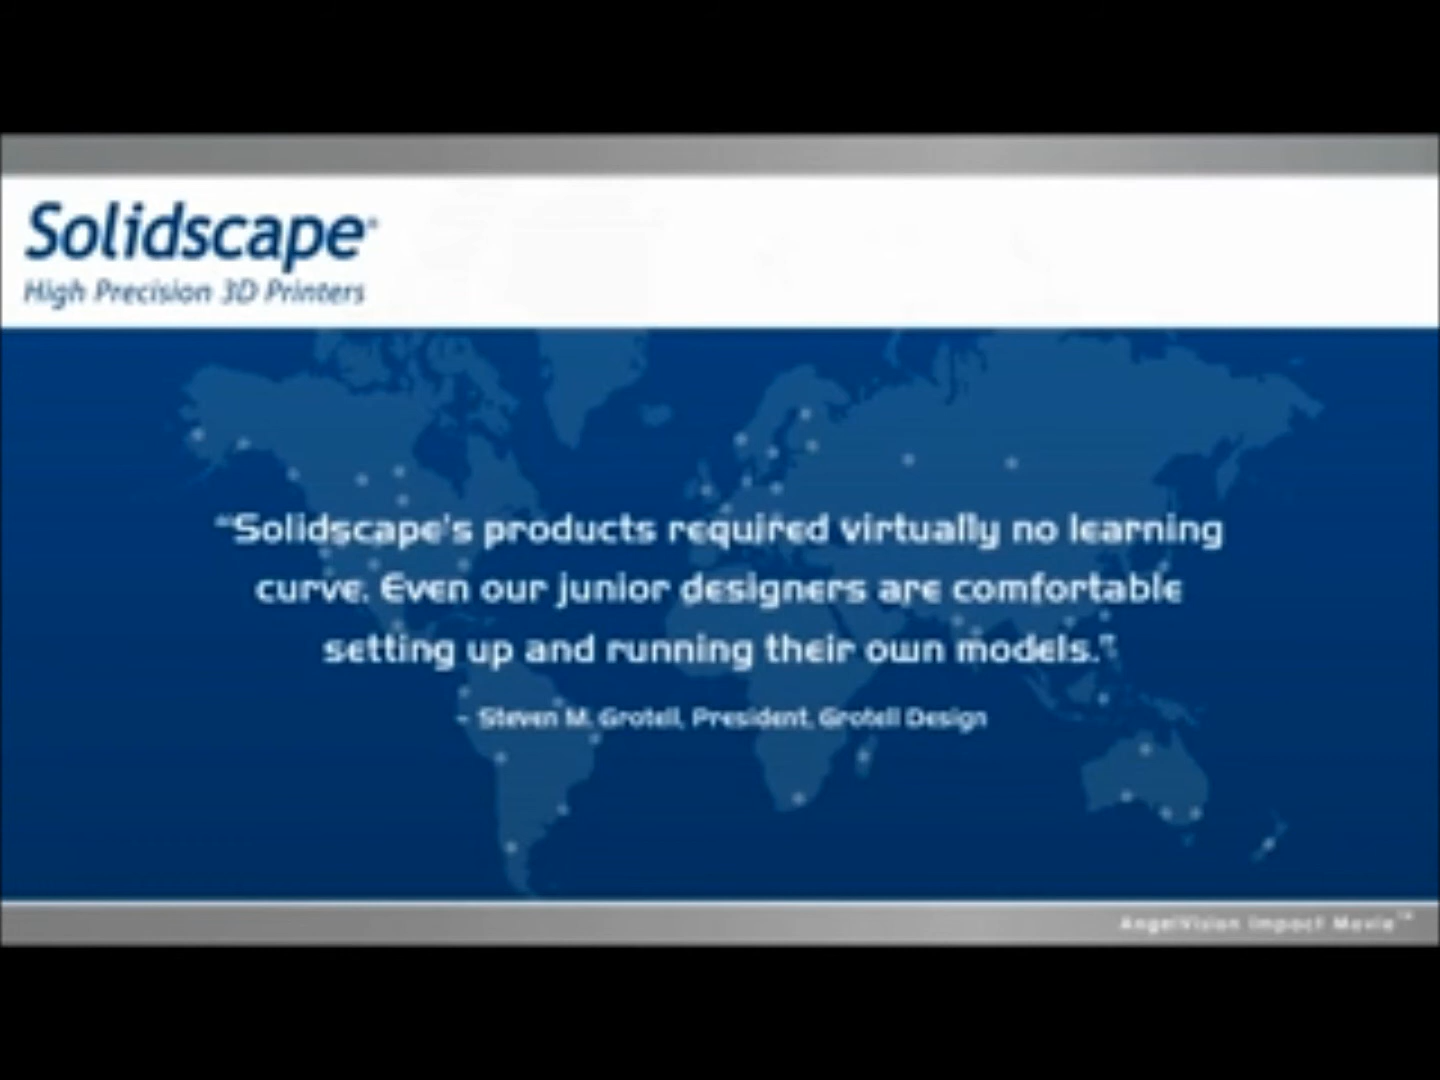 Solidscape®
High Precision 3D Printers
"Solidscape's products required virtually no learning
curve. Even our junior designers are comfortable
setting up and running their own models."
- Steven M. Grotell, President, Grotell Design
AngelVision Impact Movie™